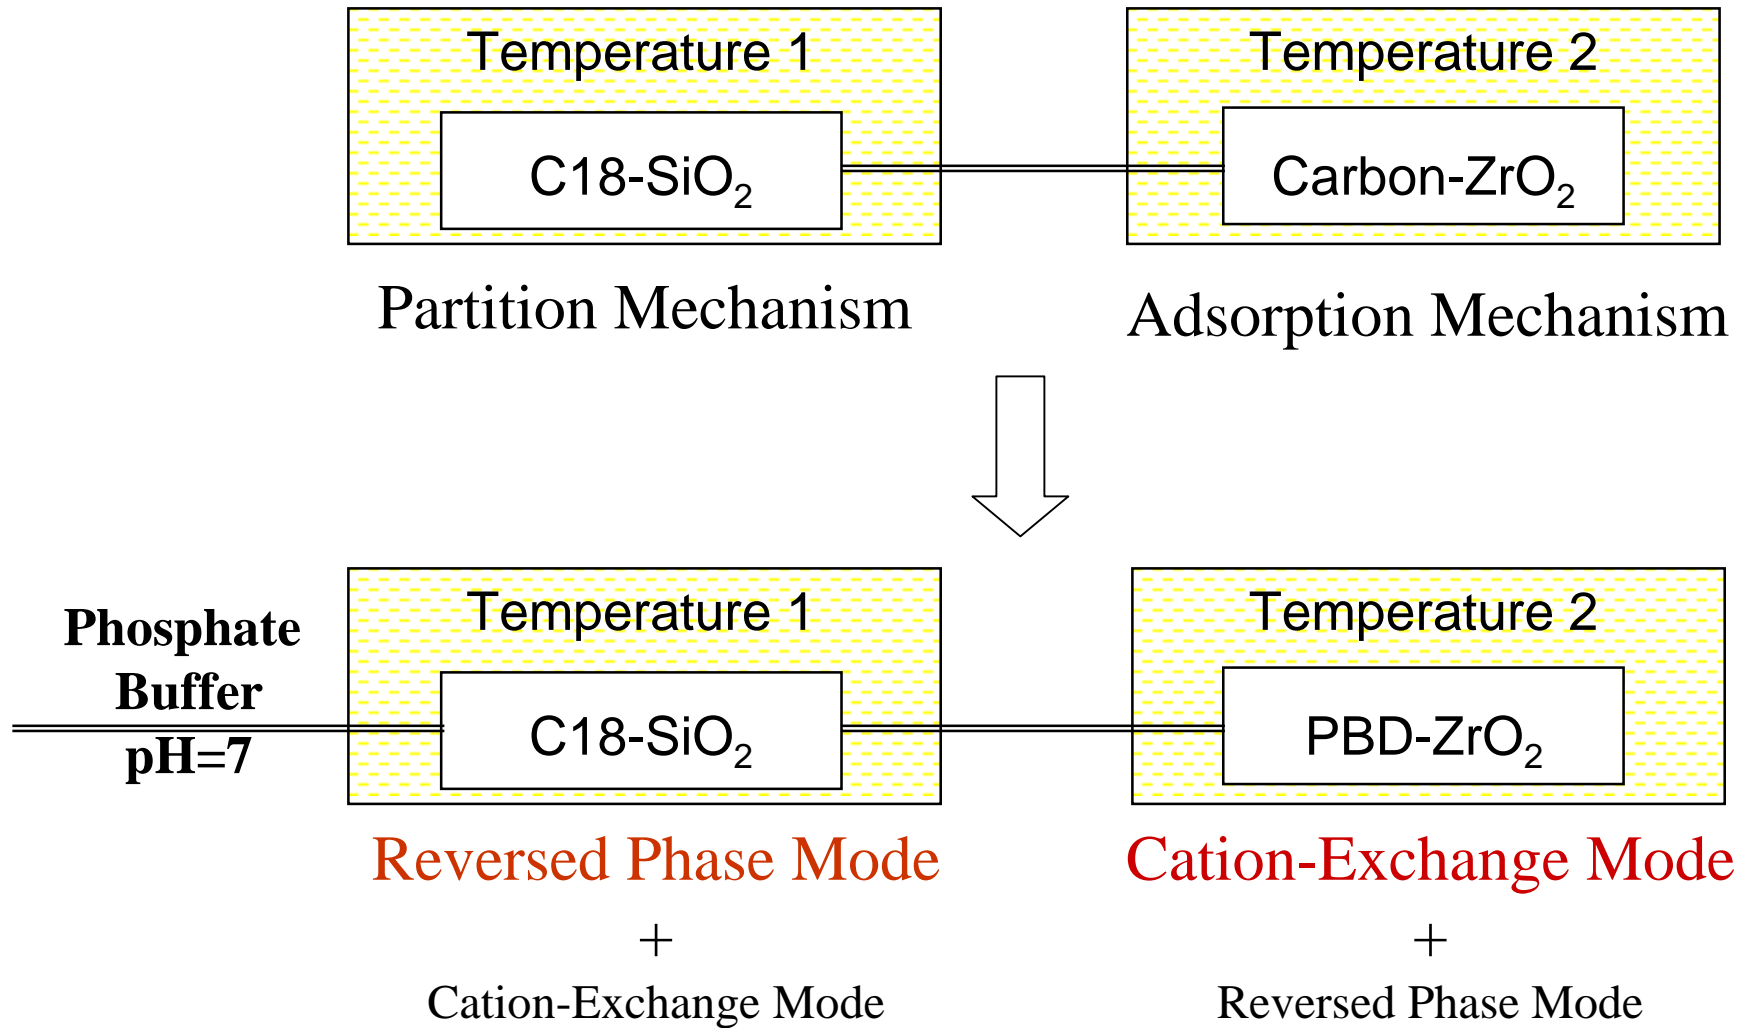 Temperature 1
Temperature 2
C18-SiO₂
Carbon-ZrO₂
Partition Mechanism
Adsorption Mechanism
Phosphate
Buffer
pH=7
Temperature 1
C18-SiO₂
Temperature 2
PBD-ZrO₂
Reversed Phase Mode
Cation-Exchange Mode
+
+
Cation-Exchange Mode
Reversed Phase Mode